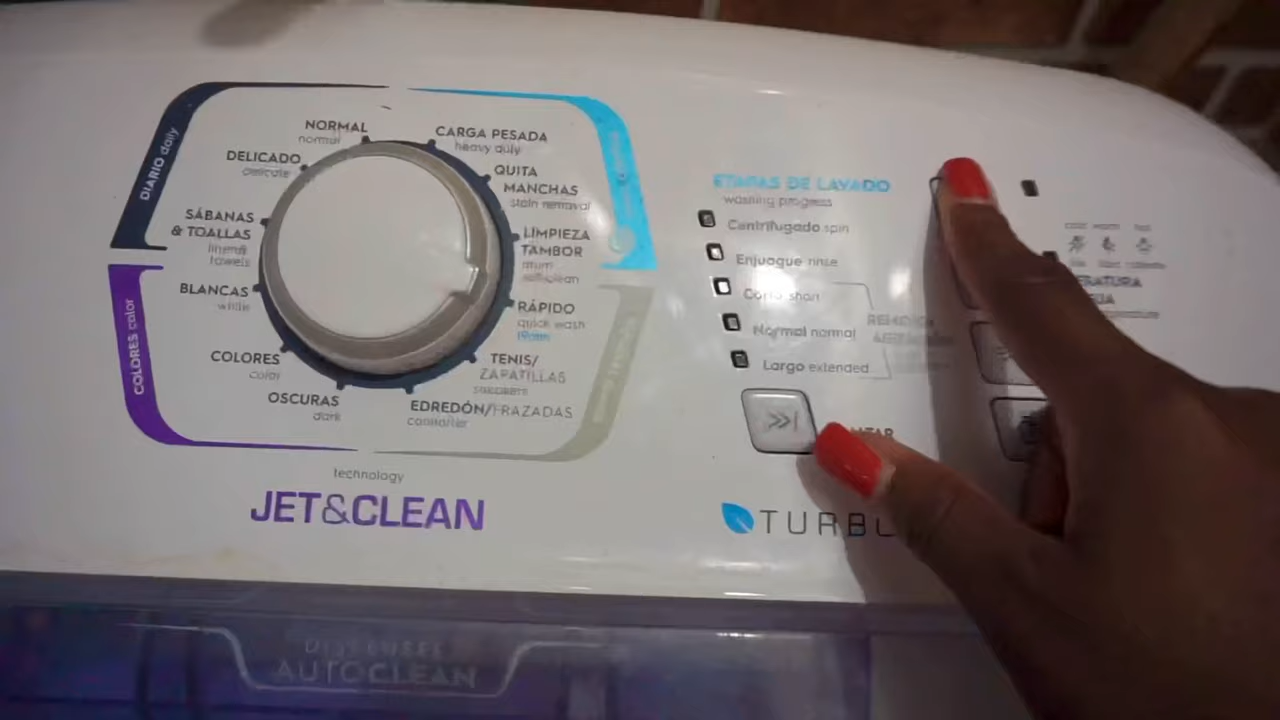 DIARIO daily
NORMAL
normal
DELICADO
delicate
SÁBANAS
& TOALLAS
linens
towels
BLANCAS
white
COLORES color
COLORES
color
OSCURAS
dark
CARGA PESADA
heavy duty
QUITA
MANCHAS
stain removal
LIMPIEZA
TAMBOR
drum
selfclean
RÁPIDO
quick wash
TENIS/
ZAPATILLAS
sneakers
EDREDÓN/FRAZADAS
comforter
technology
JET&CLEAN
ETAPAS DE LAVADO
washing progress
Centrifugado spin
Enjuague rinse
Corto short
Normal normal
Largo extended
TURBO
DISPENSER
AUTOCLEAN